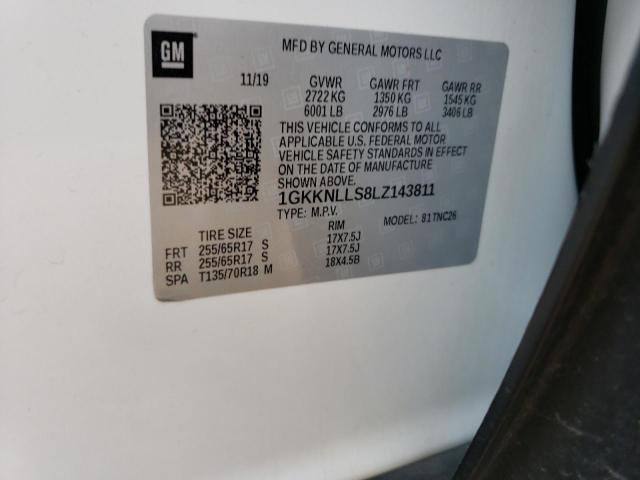 GM
MFD BY GENERAL MOTORS LLC
11/19 GVWR GAWR FRT GAWR RR
2722 KG 1350 KG 1545 KG
6001 LB 2976 LB 3406 LB
THIS VEHICLE CONFORMS TO ALL
APPLICABLE U.S. FEDERAL MOTOR
VEHICLE SAFETY STANDARDS IN EFFECT
ON THE DATE OF MANUFACTURE
SHOWN ABOVE.
1GKKNLLS8LZ143811
TYPE: M.P.V. MODEL: 81TNC26
TIRE SIZE RIM
FRT 255/65R17 S 17X7.5J
RR 255/65R17 S 17X7.5J
SPA T135/70R18 M 18X4.5B